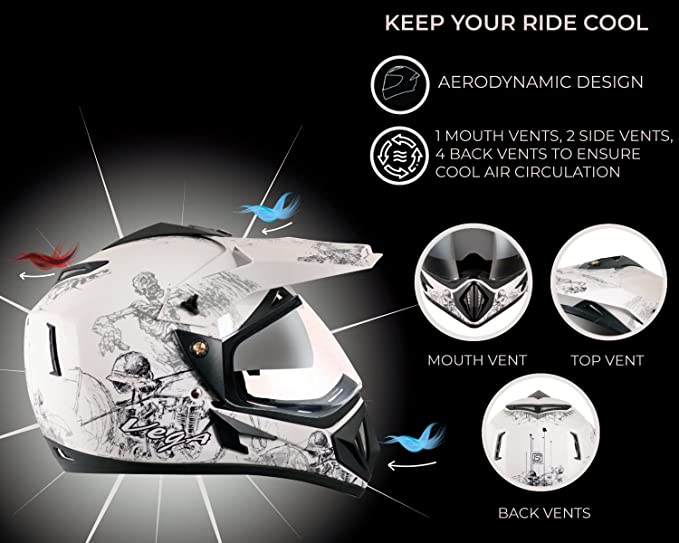 KEEP YOUR RIDE COOL
AERODYNAMIC DESIGN
1 MOUTH VENTS, 2 SIDE VENTS,
4 BACK VENTS TO ENSURE
COOL AIR CIRCULATION
MOUTH VENT
TOP VENT
Vega
BACK VENTS